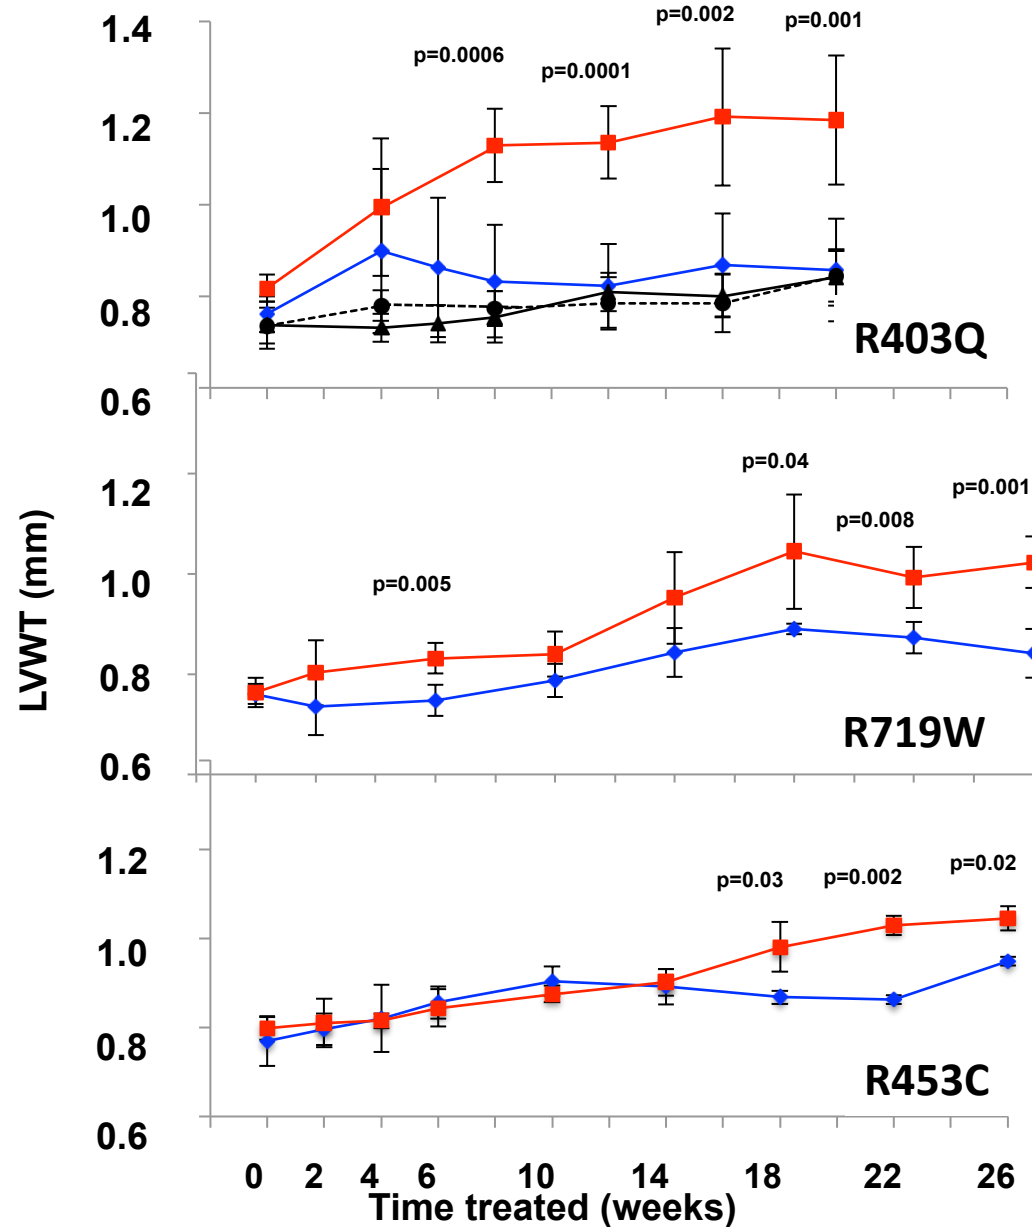 1.4
p=0.0006
p=0.0001
p=0.002
p=0.001
1.2
1.0
0.8
R403Q
0.6
LVWT (mm)
1.2
p=0.005
p=0.04
p=0.008
p=0.001
1.0
0.8
R719W
0.6
1.2
p=0.03
p=0.002
p=0.02
1.0
0.8
R453C
0.6
0 2 4 6 10 14 18 22 26
Time treated (weeks)